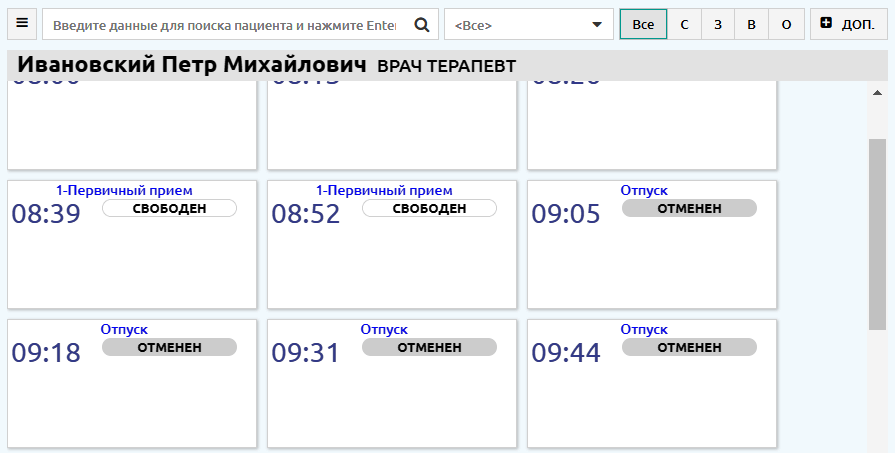 Введите данные для поиска пациента и нажмите Enter
<Все>
Все С З В О ДОП.
Ивановский Петр Михайлович ВРАЧ ТЕРАПЕВТ
1-Первичный прием 1-Первичный прием Отпуск
08:39 СВОБОДЕН 08:52 СВОБОДЕН 09:05 ОТМЕНЕН
Отпуск Отпуск Отпуск
09:18 ОТМЕНЕН 09:31 ОТМЕНЕН 09:44 ОТМЕНЕН